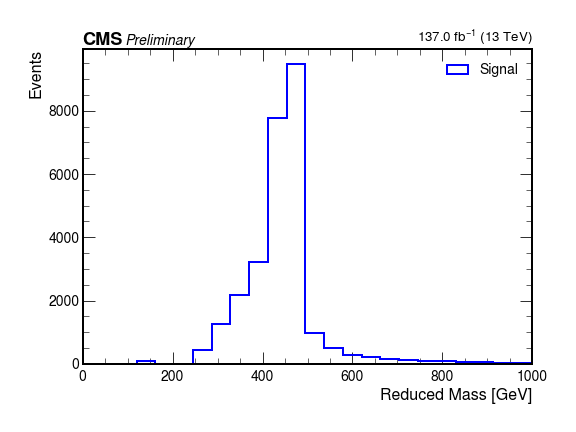 CMS Preliminary
137.0 fb⁻¹ (13 TeV)
Events
Signal
8000
6000
4000
2000
0
0 200 400 600 800 1000
Reduced Mass [GeV]